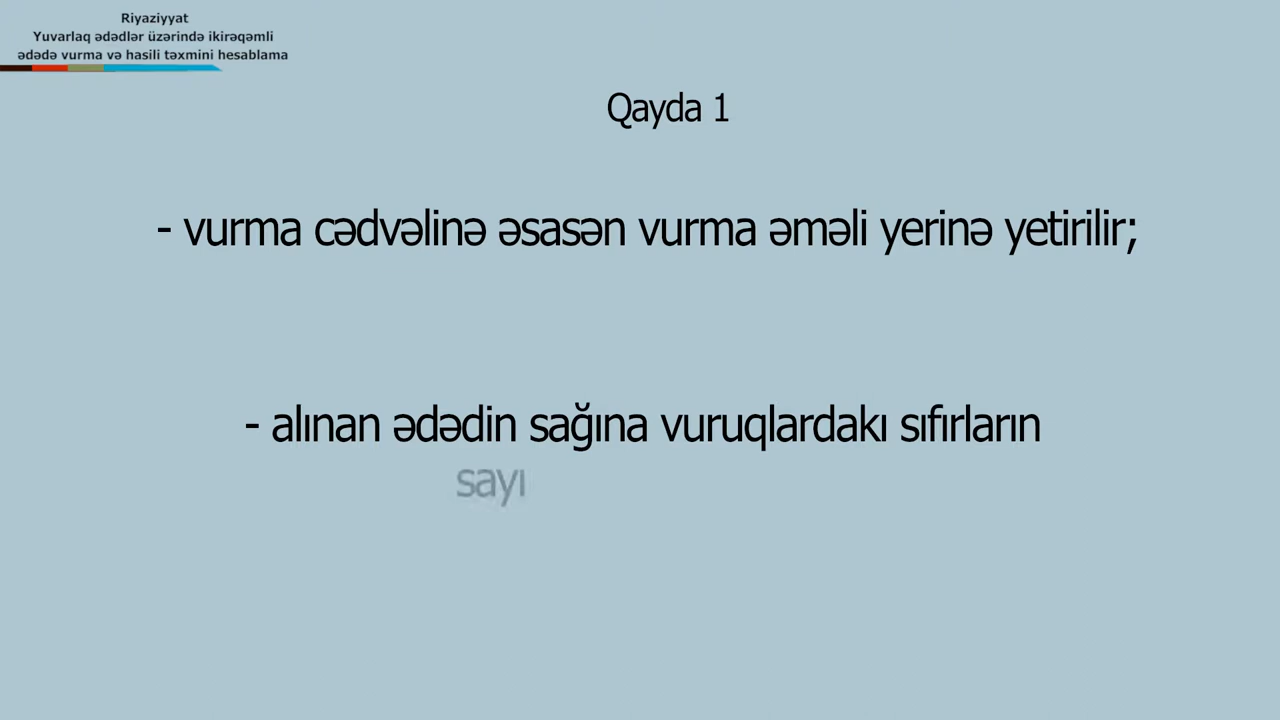 Riyaziyyat
Yuvarlaq ədədlər üzərində ikirəqəmli
ədədə vurma və hasili təxmini hesablama
Qayda 1
- vurma cədvəlinə əsasən vurma əməli yerinə yetirilir;
- alınan ədədin sağına vuruqlardakı sıfırların
sayı